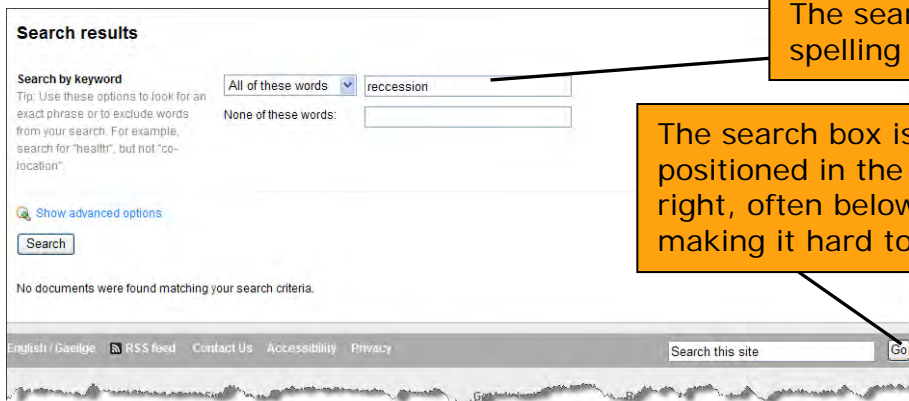 Search results
Search by keyword
Tip: Use these options to look for an
exact phrase or to exclude words
from your search. For example,
search for "health", but not "co-
location".
All of these words
reccession
None of these words:
Show advanced options
Search
No documents were found matching your search criteria.
The sear
spelling
The search box is
positioned in the
right, often below
making it hard to
English / Gaeilge RSS feed Contact Us Accessibility Privacy
Search this site
Go